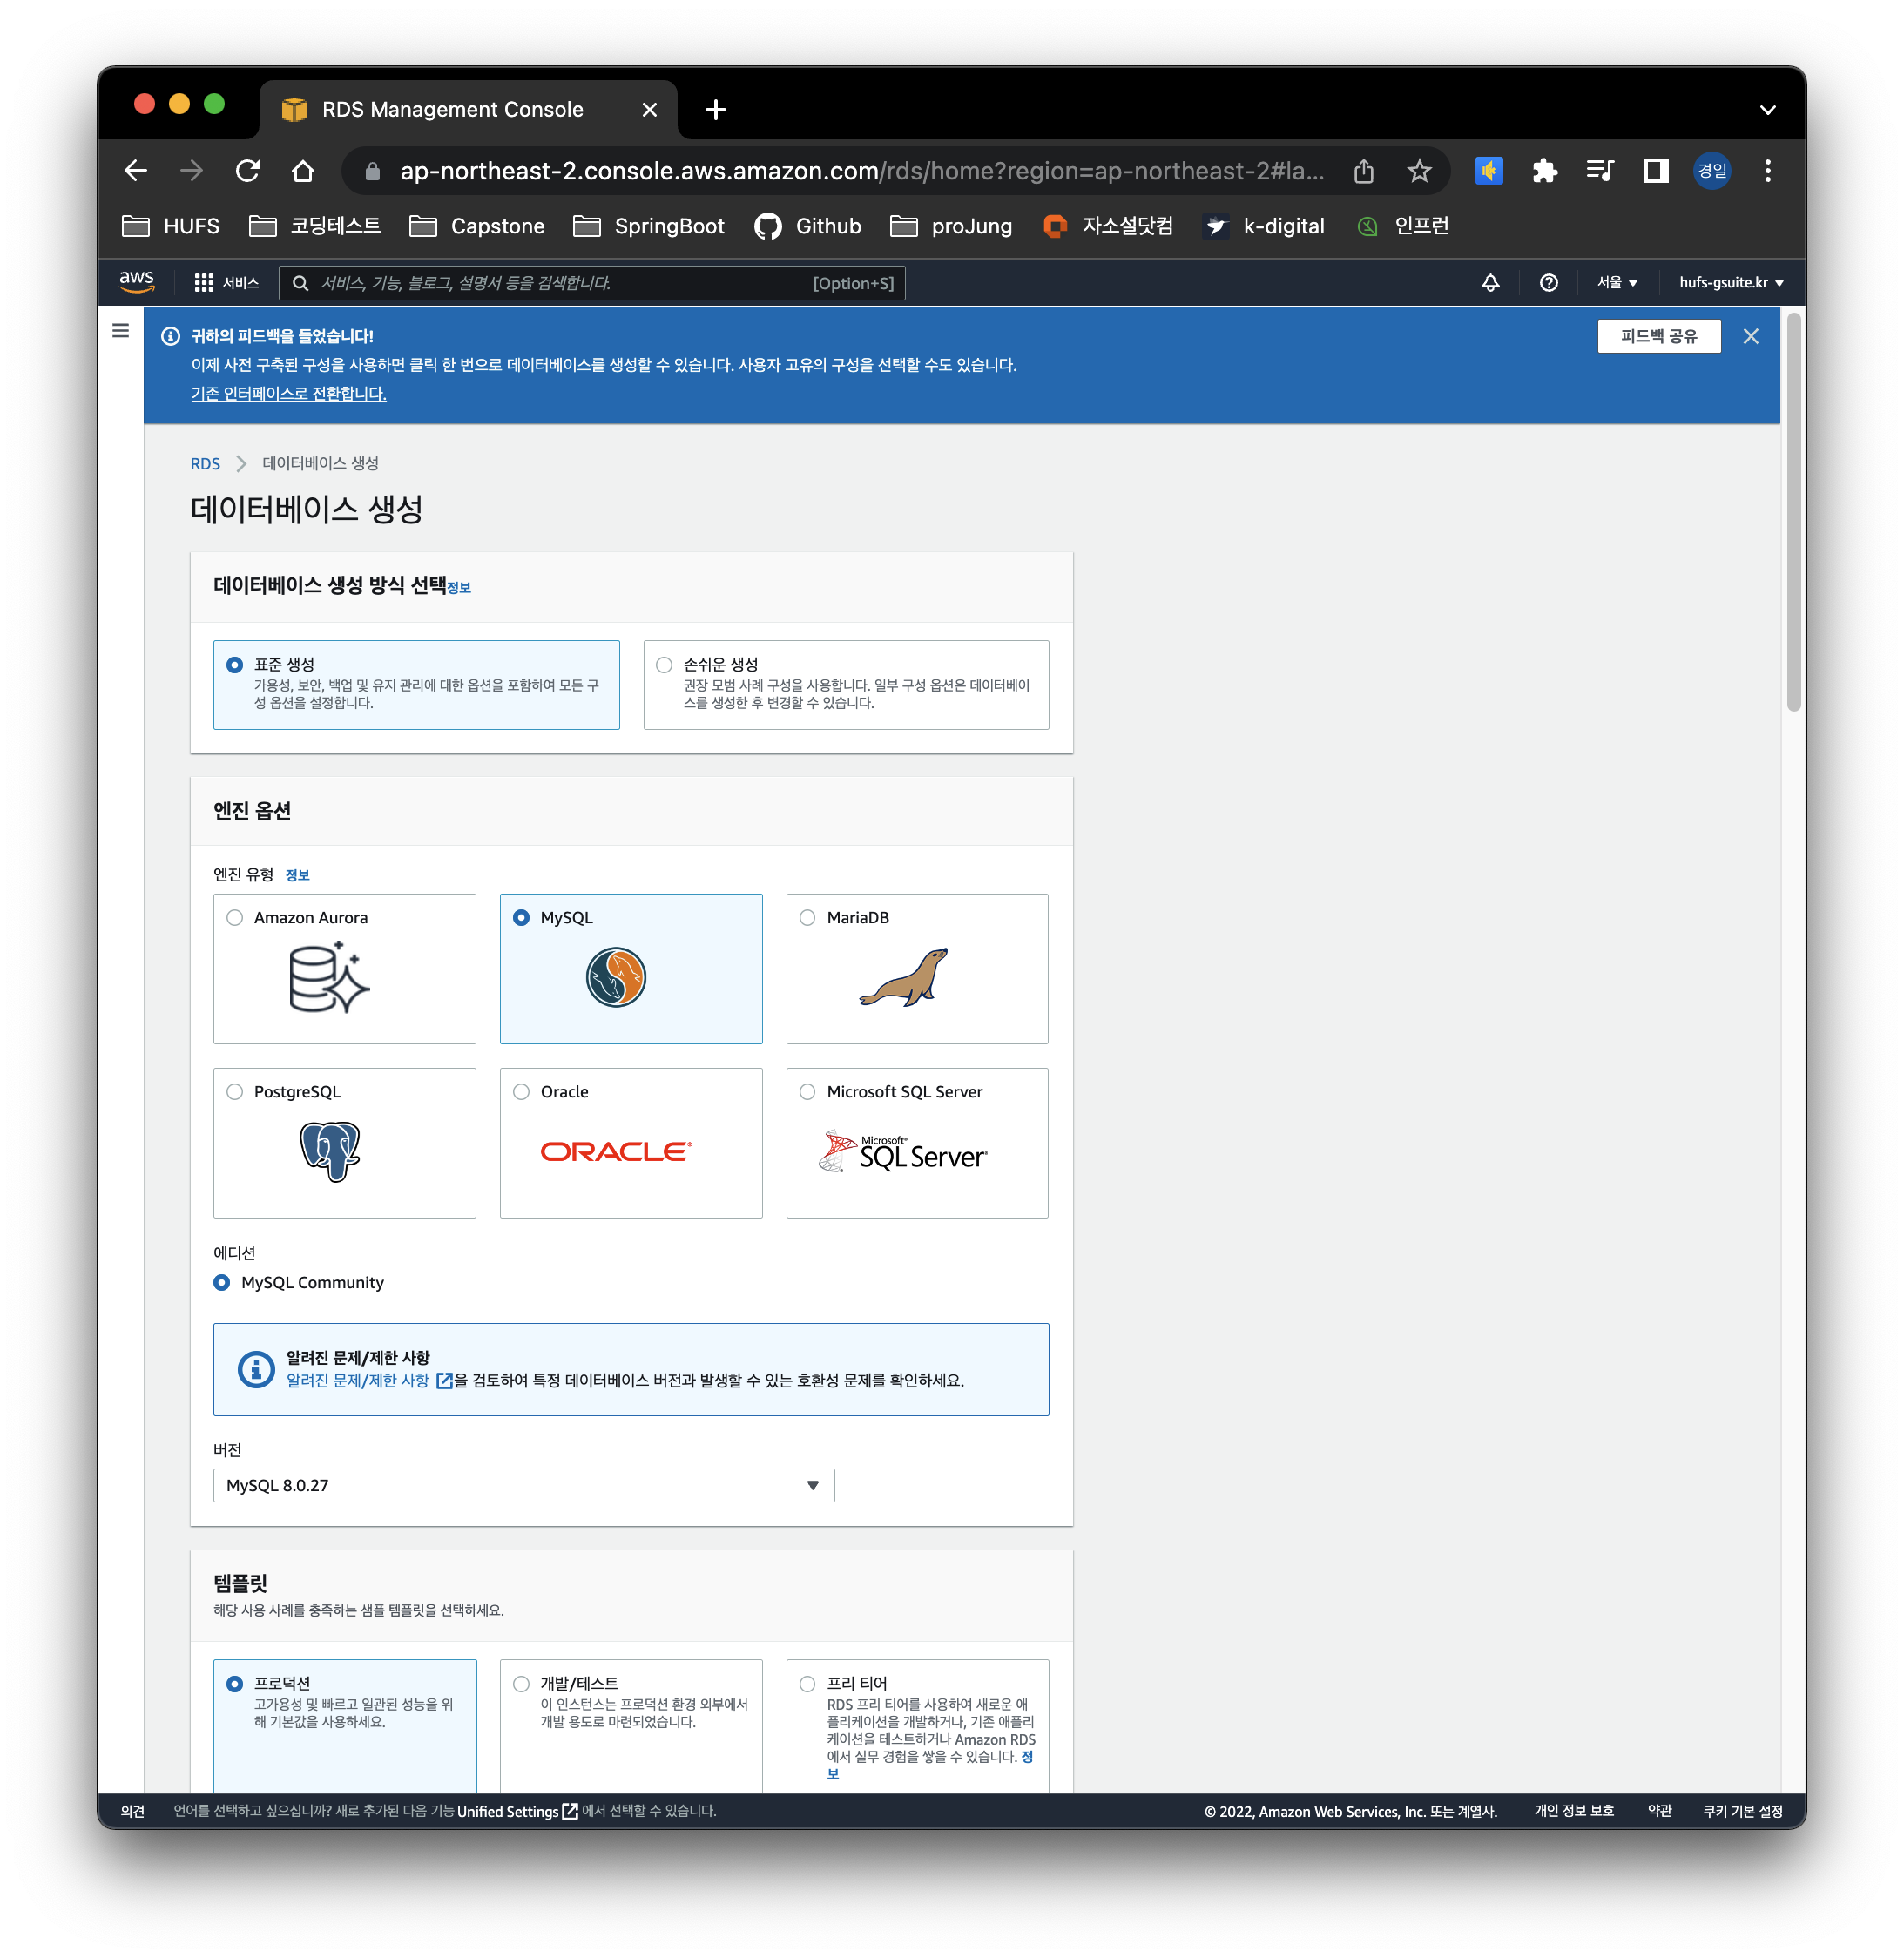 RDS Management Console
ap-northeast-2.console.aws.amazon.com/rds/home?region=ap-northeast-2#la...
경일
HUFS
코딩테스트
Capstone
SpringBoot
Github
proJung
자소설닷컴
k-digital
인프런
aws
서비스
서비스, 기능, 블로그, 설명서 등을 검색합니다.
[Option+S]
서울
hufs-gsuite.kr
귀하의 피드백을 들었습니다!
이제 사전 구축된 구성을 사용하면 클릭 한 번으로 데이터베이스를 생성할 수 있습니다. 사용자 고유의 구성을 선택할 수도 있습니다.
기존 인터페이스로 전환합니다.
피드백 공유
RDS
데이터베이스 생성
데이터베이스 생성
데이터베이스 생성 방식 선택정보
표준 생성
가용성, 보안, 백업 및 유지 관리에 대한 옵션을 포함하여 모든 구
성 옵션을 설정합니다.
손쉬운 생성
권장 모범 사례 구성을 사용합니다. 일부 구성 옵션은 데이터베이
스를 생성한 후 변경할 수 있습니다.
엔진 옵션
엔진 유형 정보
Amazon Aurora
MySQL
MariaDB
PostgreSQL
Oracle
ORACLE
Microsoft SQL Server
Microsoft
SQL Server
에디션
MySQL Community
알려진 문제/제한 사항
알려진 문제/제한 사항 을 검토하여 특정 데이터베이스 버전과 발생할 수 있는 호환성 문제를 확인하세요.
버전
MySQL 8.0.27
템플릿
해당 사용 사례를 충족하는 샘플 템플릿을 선택하세요.
프로덕션
고가용성 및 빠르고 일관된 성능을 위
해 기본값을 사용하세요.
개발/테스트
이 인스턴스는 프로덕션 환경 외부에서
개발 용도로 마련되었습니다.
프리 티어
RDS 프리 티어를 사용하여 새로운 애
플리케이션을 개발하거나, 기존 애플리
케이션을 테스트하거나 Amazon RDS
에서 실무 경험을 쌓을 수 있습니다. 정
보
의견
언어를 선택하고 싶으십니까? 새로 추가된 다음 기능 Unified Settings 에서 선택할 수 있습니다.
© 2022, Amazon Web Services, Inc. 또는 계열사.
개인 정보 보호
약관
쿠키 기본 설정